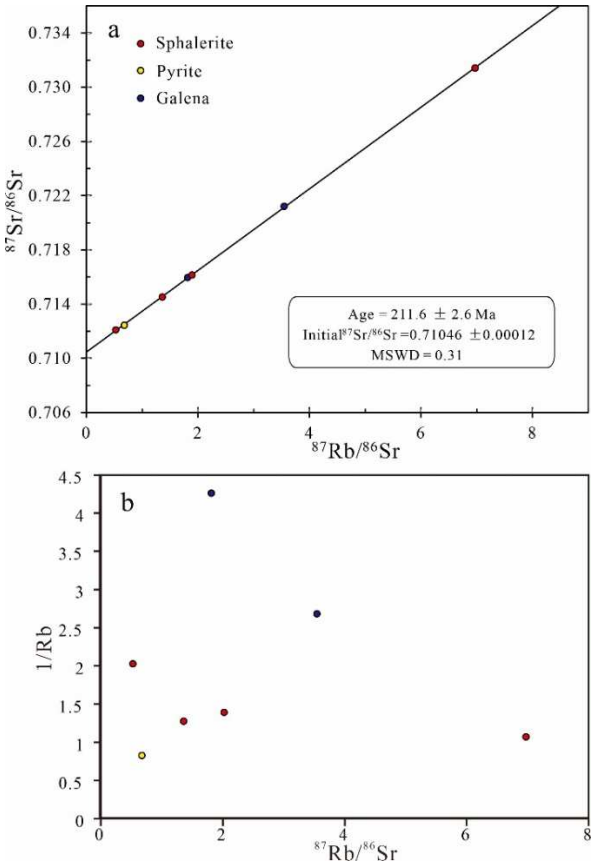 a
Sphalerite
Pyrite
Galena
0.734
0.730
0.726
0.722
0.718
0.714
0.710
0.706
⁸⁷Sr/⁸⁶Sr
Age = 211.6 ± 2.6 Ma
Initial⁸⁷Sr/⁸⁶Sr =0.71046 ±0.00012
MSWD = 0.31
0 2 4 6 8
⁸⁷Rb/⁸⁶Sr
b
4.5
4
3.5
3
2.5
2
1.5
1
0.5
0
1/Rb
0 2 4 6 8
⁸⁷Rb/⁸⁶Sr